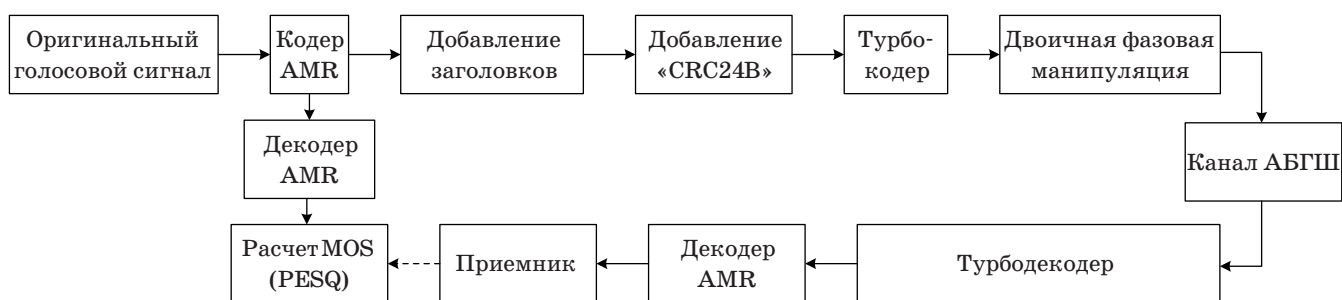 Оригинальный
голосовой сигнал
Кодер
AMR
Добавление
заголовков
Добавление
«CRC24B»
Турбо-
кодер
Двоичная фазовая
манипуляция
Декодер
AMR
Канал АБГШ
Расчет MOS
(PESQ)
Приемник
Декодер
AMR
Турбодекодер